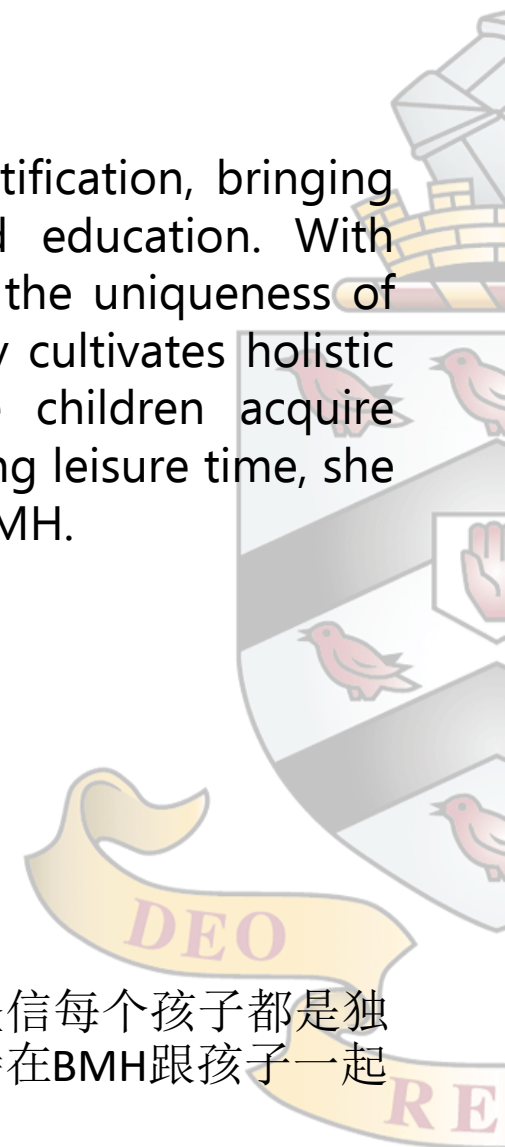 tification, bringing
education. With
the uniqueness of
cultivates holistic
children acquire
ng leisure time, she
MH.
DEO
信每个孩子都是独
在BMH跟孩子一起
RE